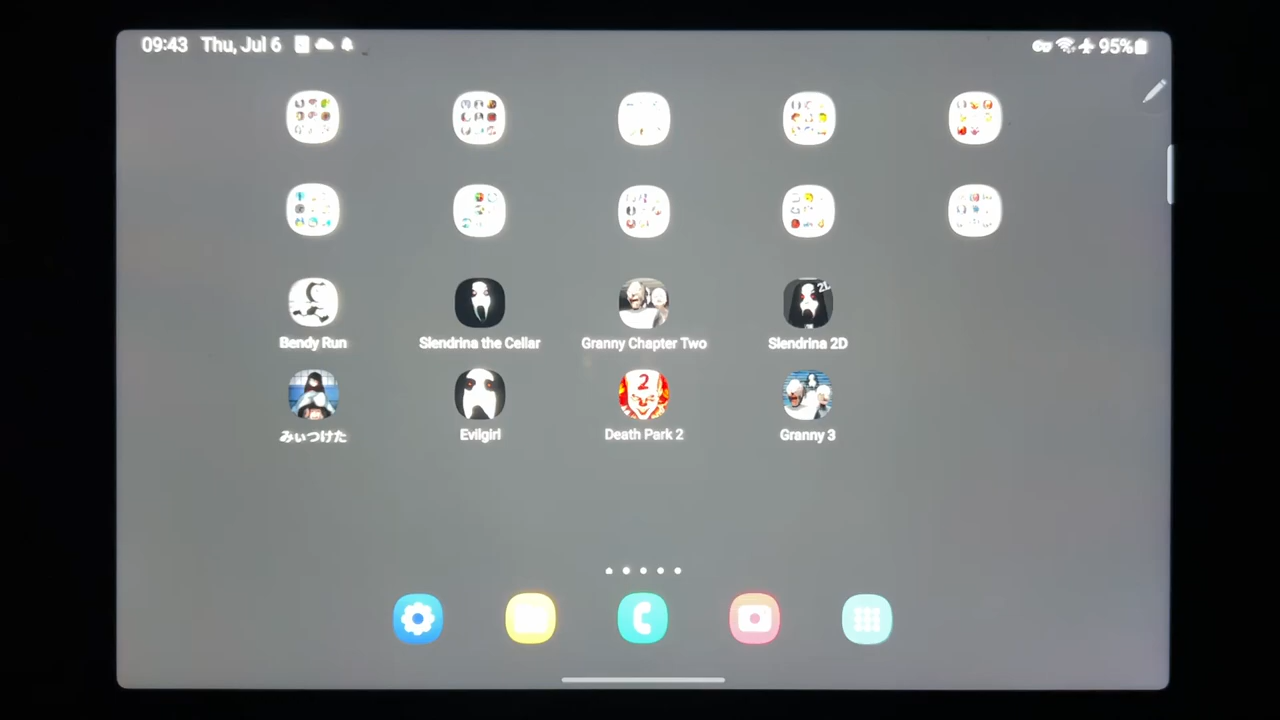 09:43 Thu, Jul 6 95%
Bendy Run Slendrina the Cellar Granny Chapter Two Slendrina 2D
みぃつけた Evilgirl Death Park 2 Granny 3
2